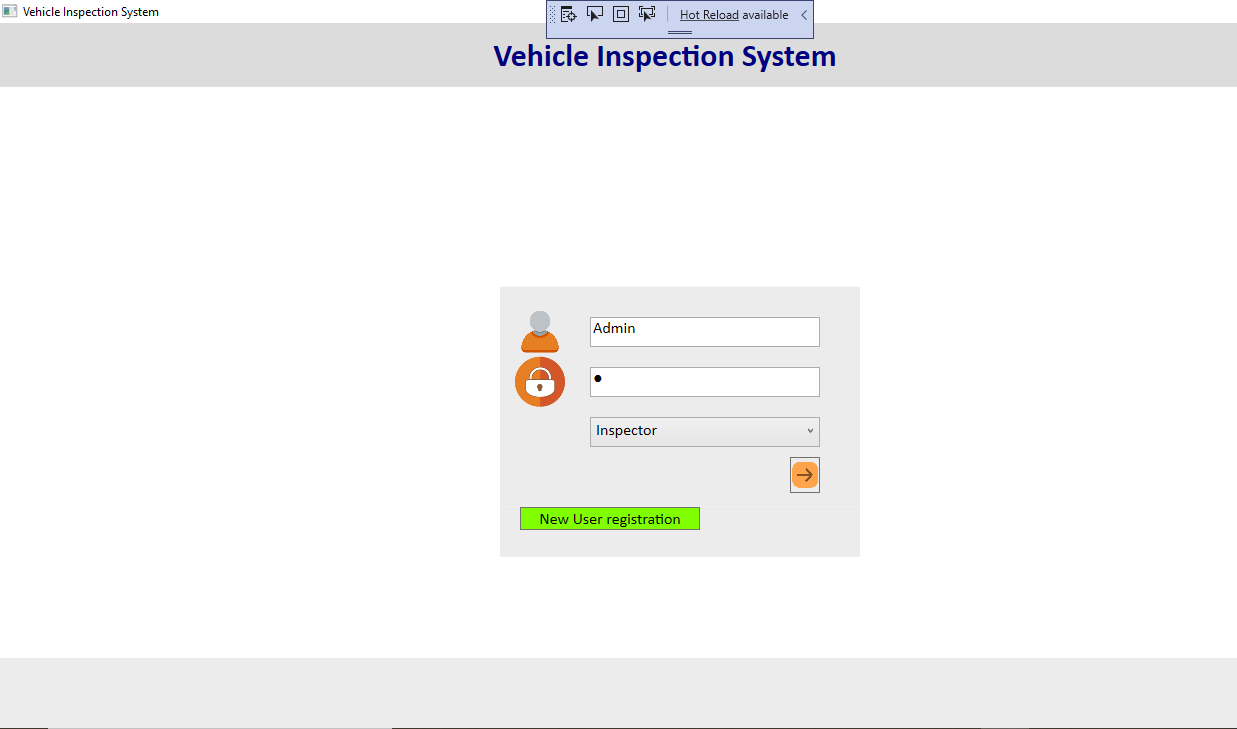 Vehicle Inspection System
Hot Reload available
Vehicle Inspection System
Admin
Inspector
New User registration